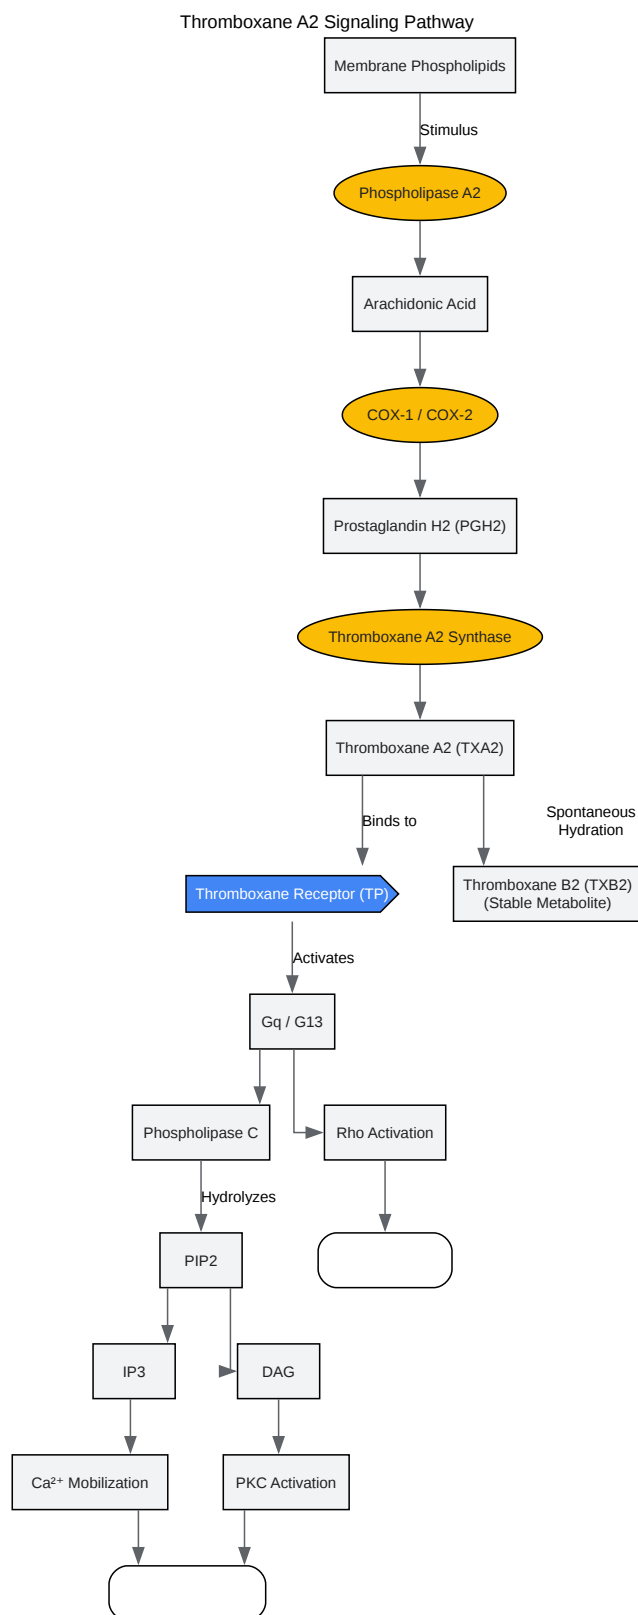 Thromboxane A2 Signaling Pathway
Membrane Phospholipids
Stimulus
Phospholipase A2
Arachidonic Acid
COX-1 / COX-2
Prostaglandin H2 (PGH2)
Thromboxane A2 Synthase
Thromboxane A2 (TXA2)
Binds to
Spontaneous
Hydration
Thromboxane Receptor (TP)
Thromboxane B2 (TXB2)
(Stable Metabolite)
Activates
Gq / G13
Phospholipase C
Rho Activation
Hydrolyzes
PIP2
IP3
DAG
Ca²⁺ Mobilization
PKC Activation